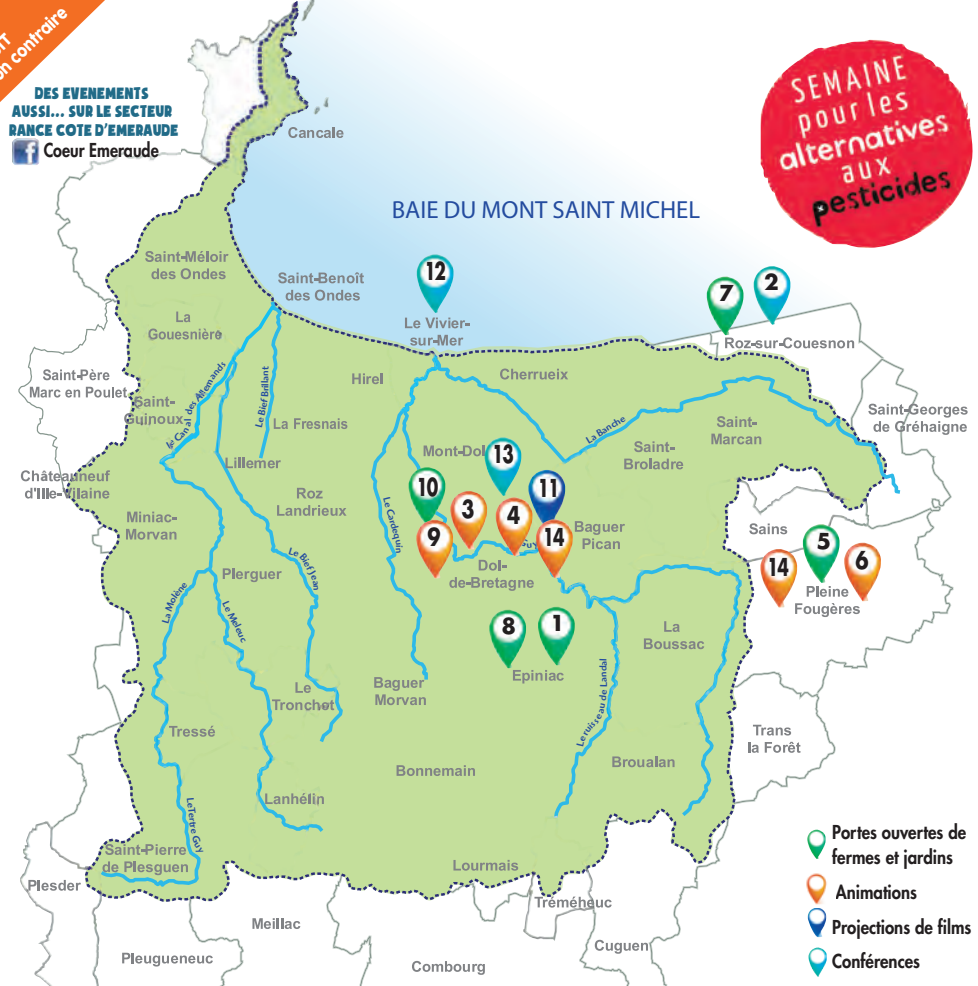 IT
on contraire
DES EVENEMENTS
AUSSI... SUR LE SECTEUR
RANCE COTE D'EMERAUDE
Coeur Emeraude
SEMAINE
pour les
alternatives
aux
pesticides
Cancale
BAIE DU MONT SAINT MICHEL
Saint-Méloir
des Ondes
Saint-Benoît
des Ondes
12
7
2
La
Gouesnière
Le Vivier-
sur-Mer
Roz-sur-Couesnon
Saint-Père
Marc en Poulet
Hirel
Cherrueix
Saint-
Guinoux
le Canal des Allemands
Le Bief Brillant
La Fresnais
La Banche
Saint-
Marcan
Saint-Georges
de Gréhaigne
Mont-Dol
13
Saint-
Broladre
Châteauneuf
d'Ille-Vilaine
Lillemer
Roz
Landrieux
10
11
3
4
Miniac-
Morvan
Le Cardequin
9
14
Baguer
Pican
Sains
5
14
6
Dol-
de-Bretagne
Pleine
Fougères
Plerguer
Le Bief Jean
La Molène
Le Meleuc
8
1
Epiniac
La
Boussac
Le
Tronchet
Baguer
Morvan
Le ruisseau de Landal
Tressé
Trans
la Forêt
Bonnemain
Broualan
Lanhélin
Le Tertre Guy
Saint-Pierre
de Plesguen
Lourmais
Plesder
Tréméheuc
Meillac
Cuguen
Pleugueneuc
Combourg
Portes ouvertes de
fermes et jardins
Animations
Projections de films
Conférences